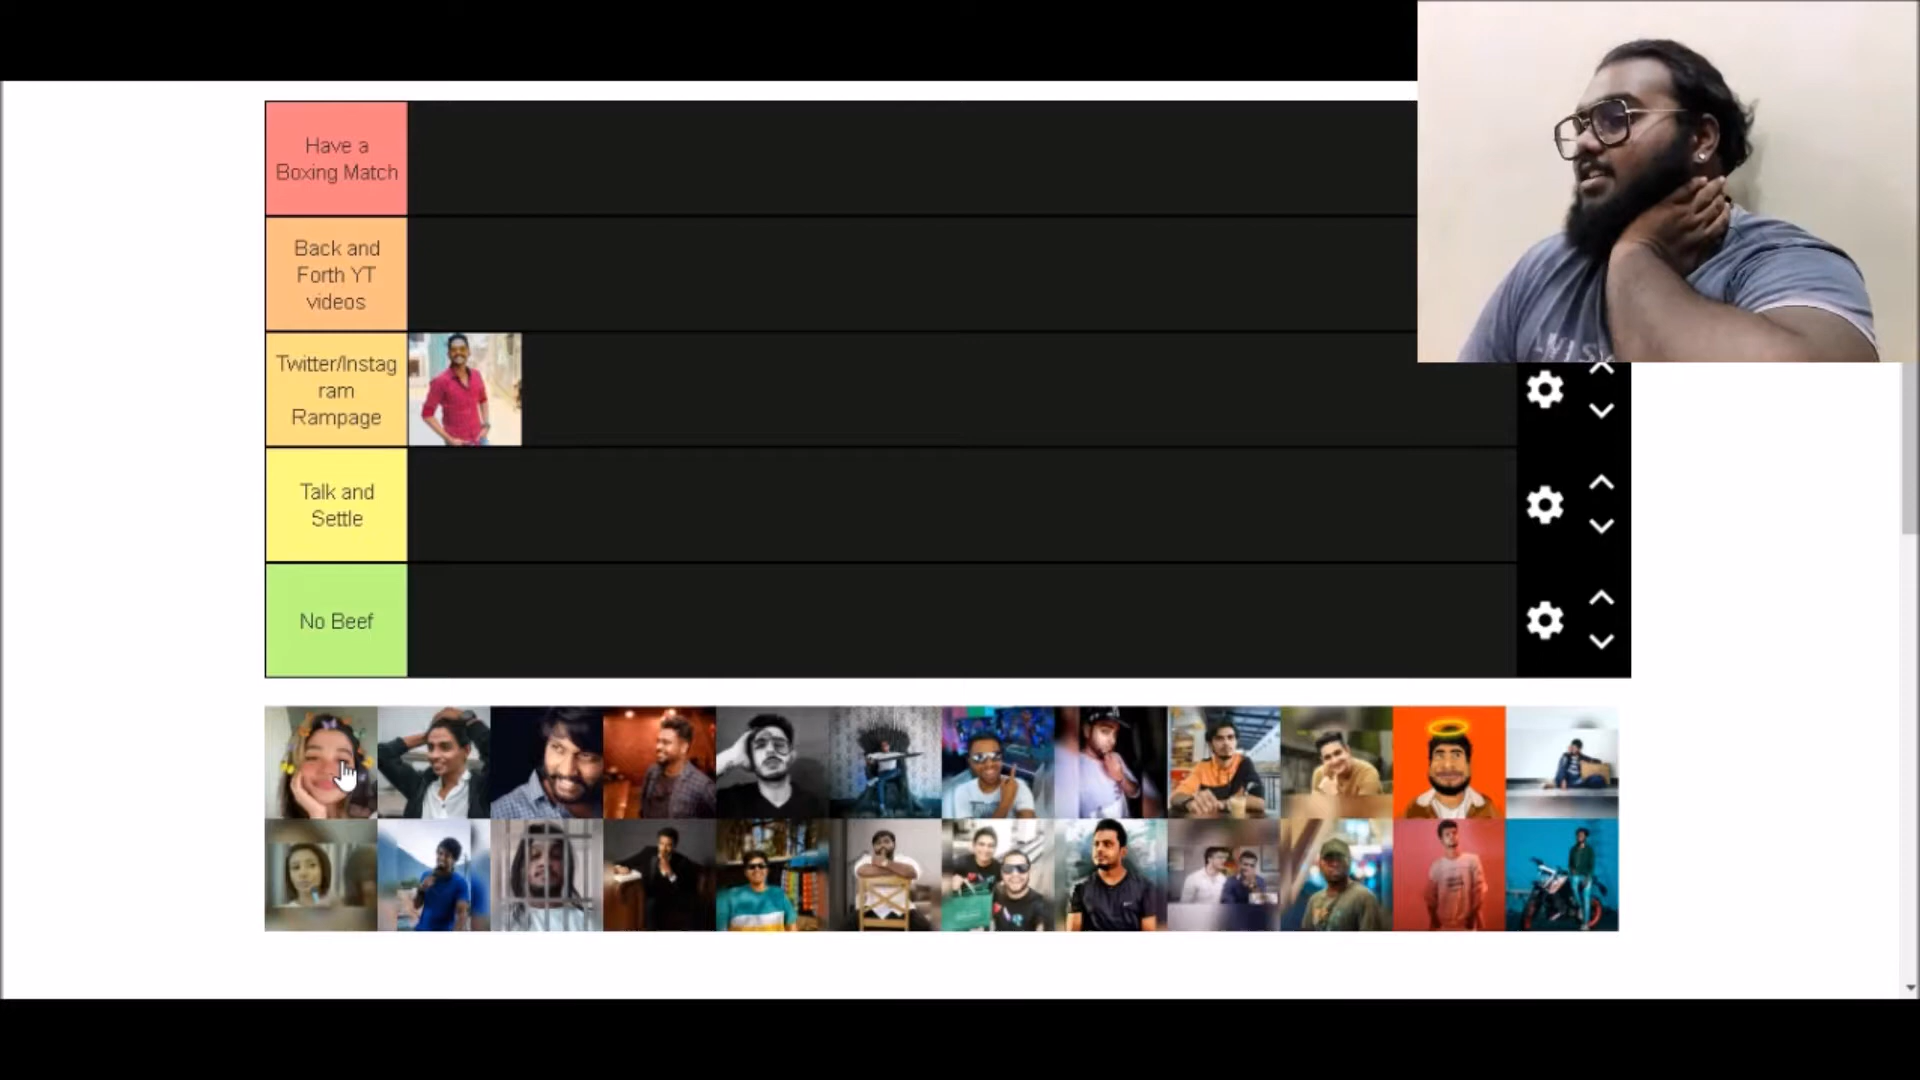 Have a
Boxing Match
Back and
Forth YT
videos
Twitter/Instag
ram
Rampage
Talk and
Settle
No Beef